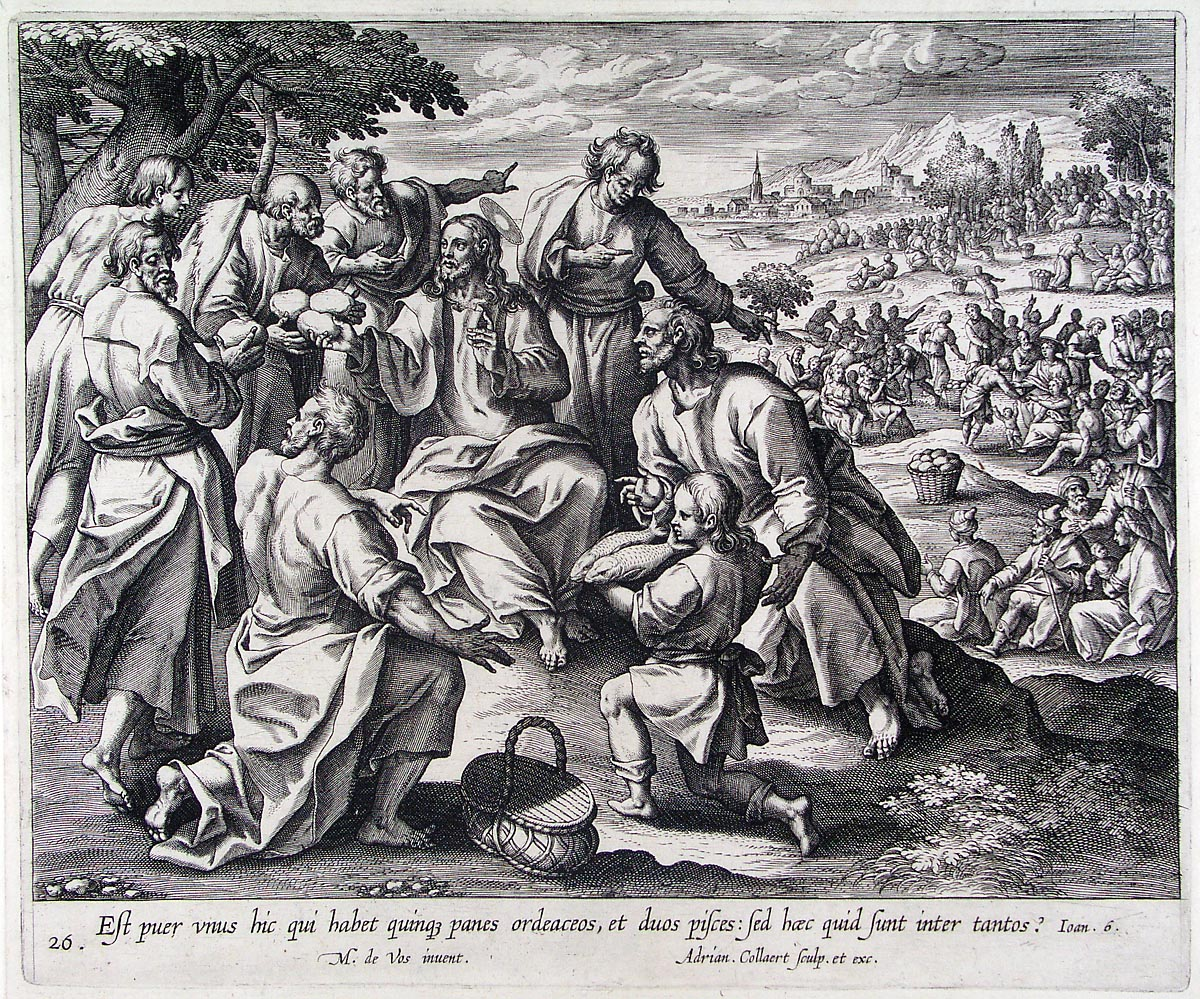 Eſt puer vnus hic qui habet quinqꝫ panes ordeaceos, et duos piſces: ſed hæc quid ſunt inter tantos? Ioan. 6.
26.
M. de Vos inuent. Adrian. Collaert ſculp. et exc.